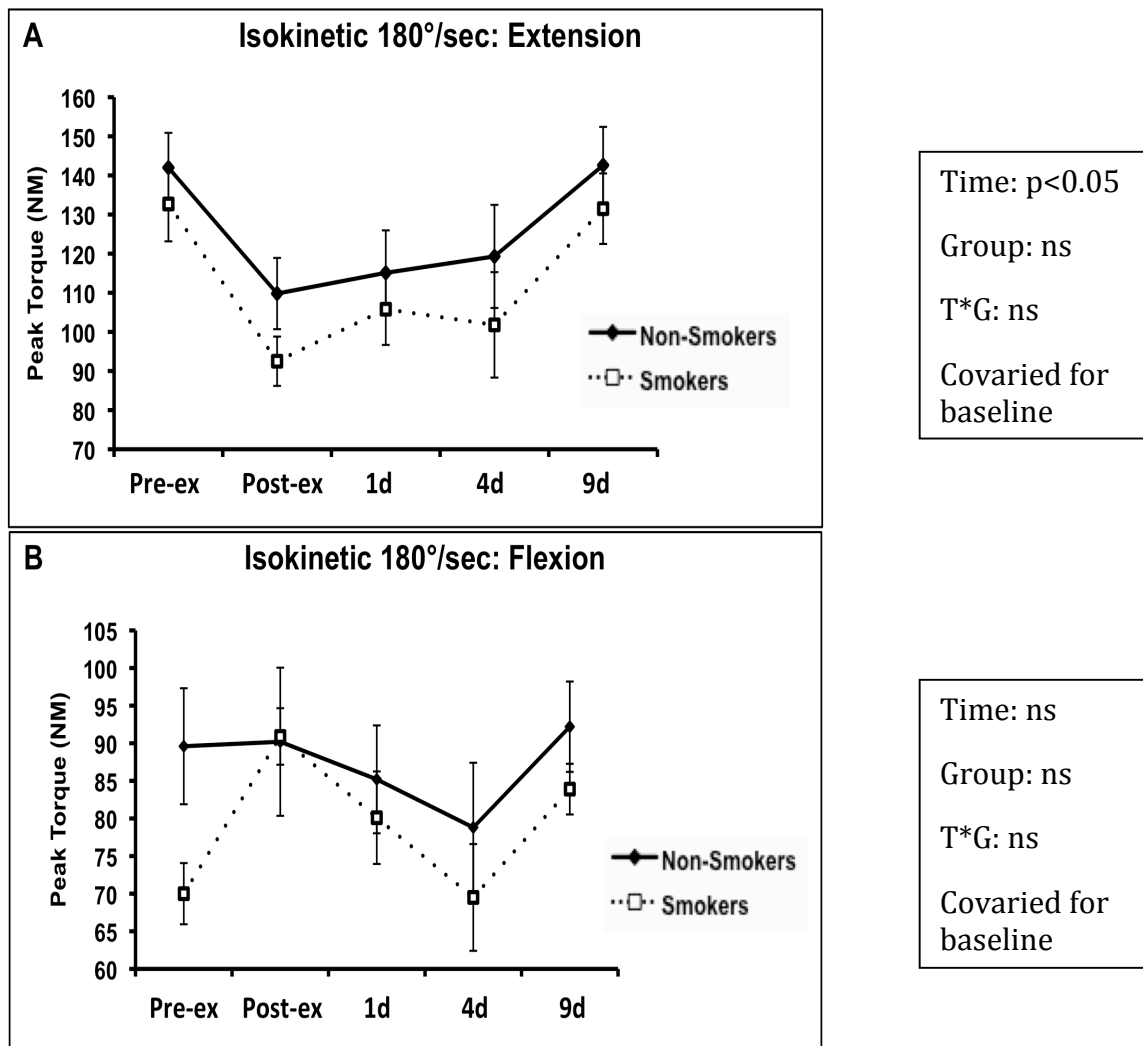 A
Isokinetic 180°/sec: Extension
Peak Torque (NM)
160
150
140
130
120
110
100
90
80
70
Pre-ex Post-ex 1d 4d 9d
Non-Smokers
Smokers
Time: p<0.05
Group: ns
T*G: ns
Covaried for
baseline
B
Isokinetic 180°/sec: Flexion
Peak Torque (NM)
105
100
95
90
85
80
75
70
65
60
Pre-ex Post-ex 1d 4d 9d
Non-Smokers
Smokers
Time: ns
Group: ns
T*G: ns
Covaried for
baseline